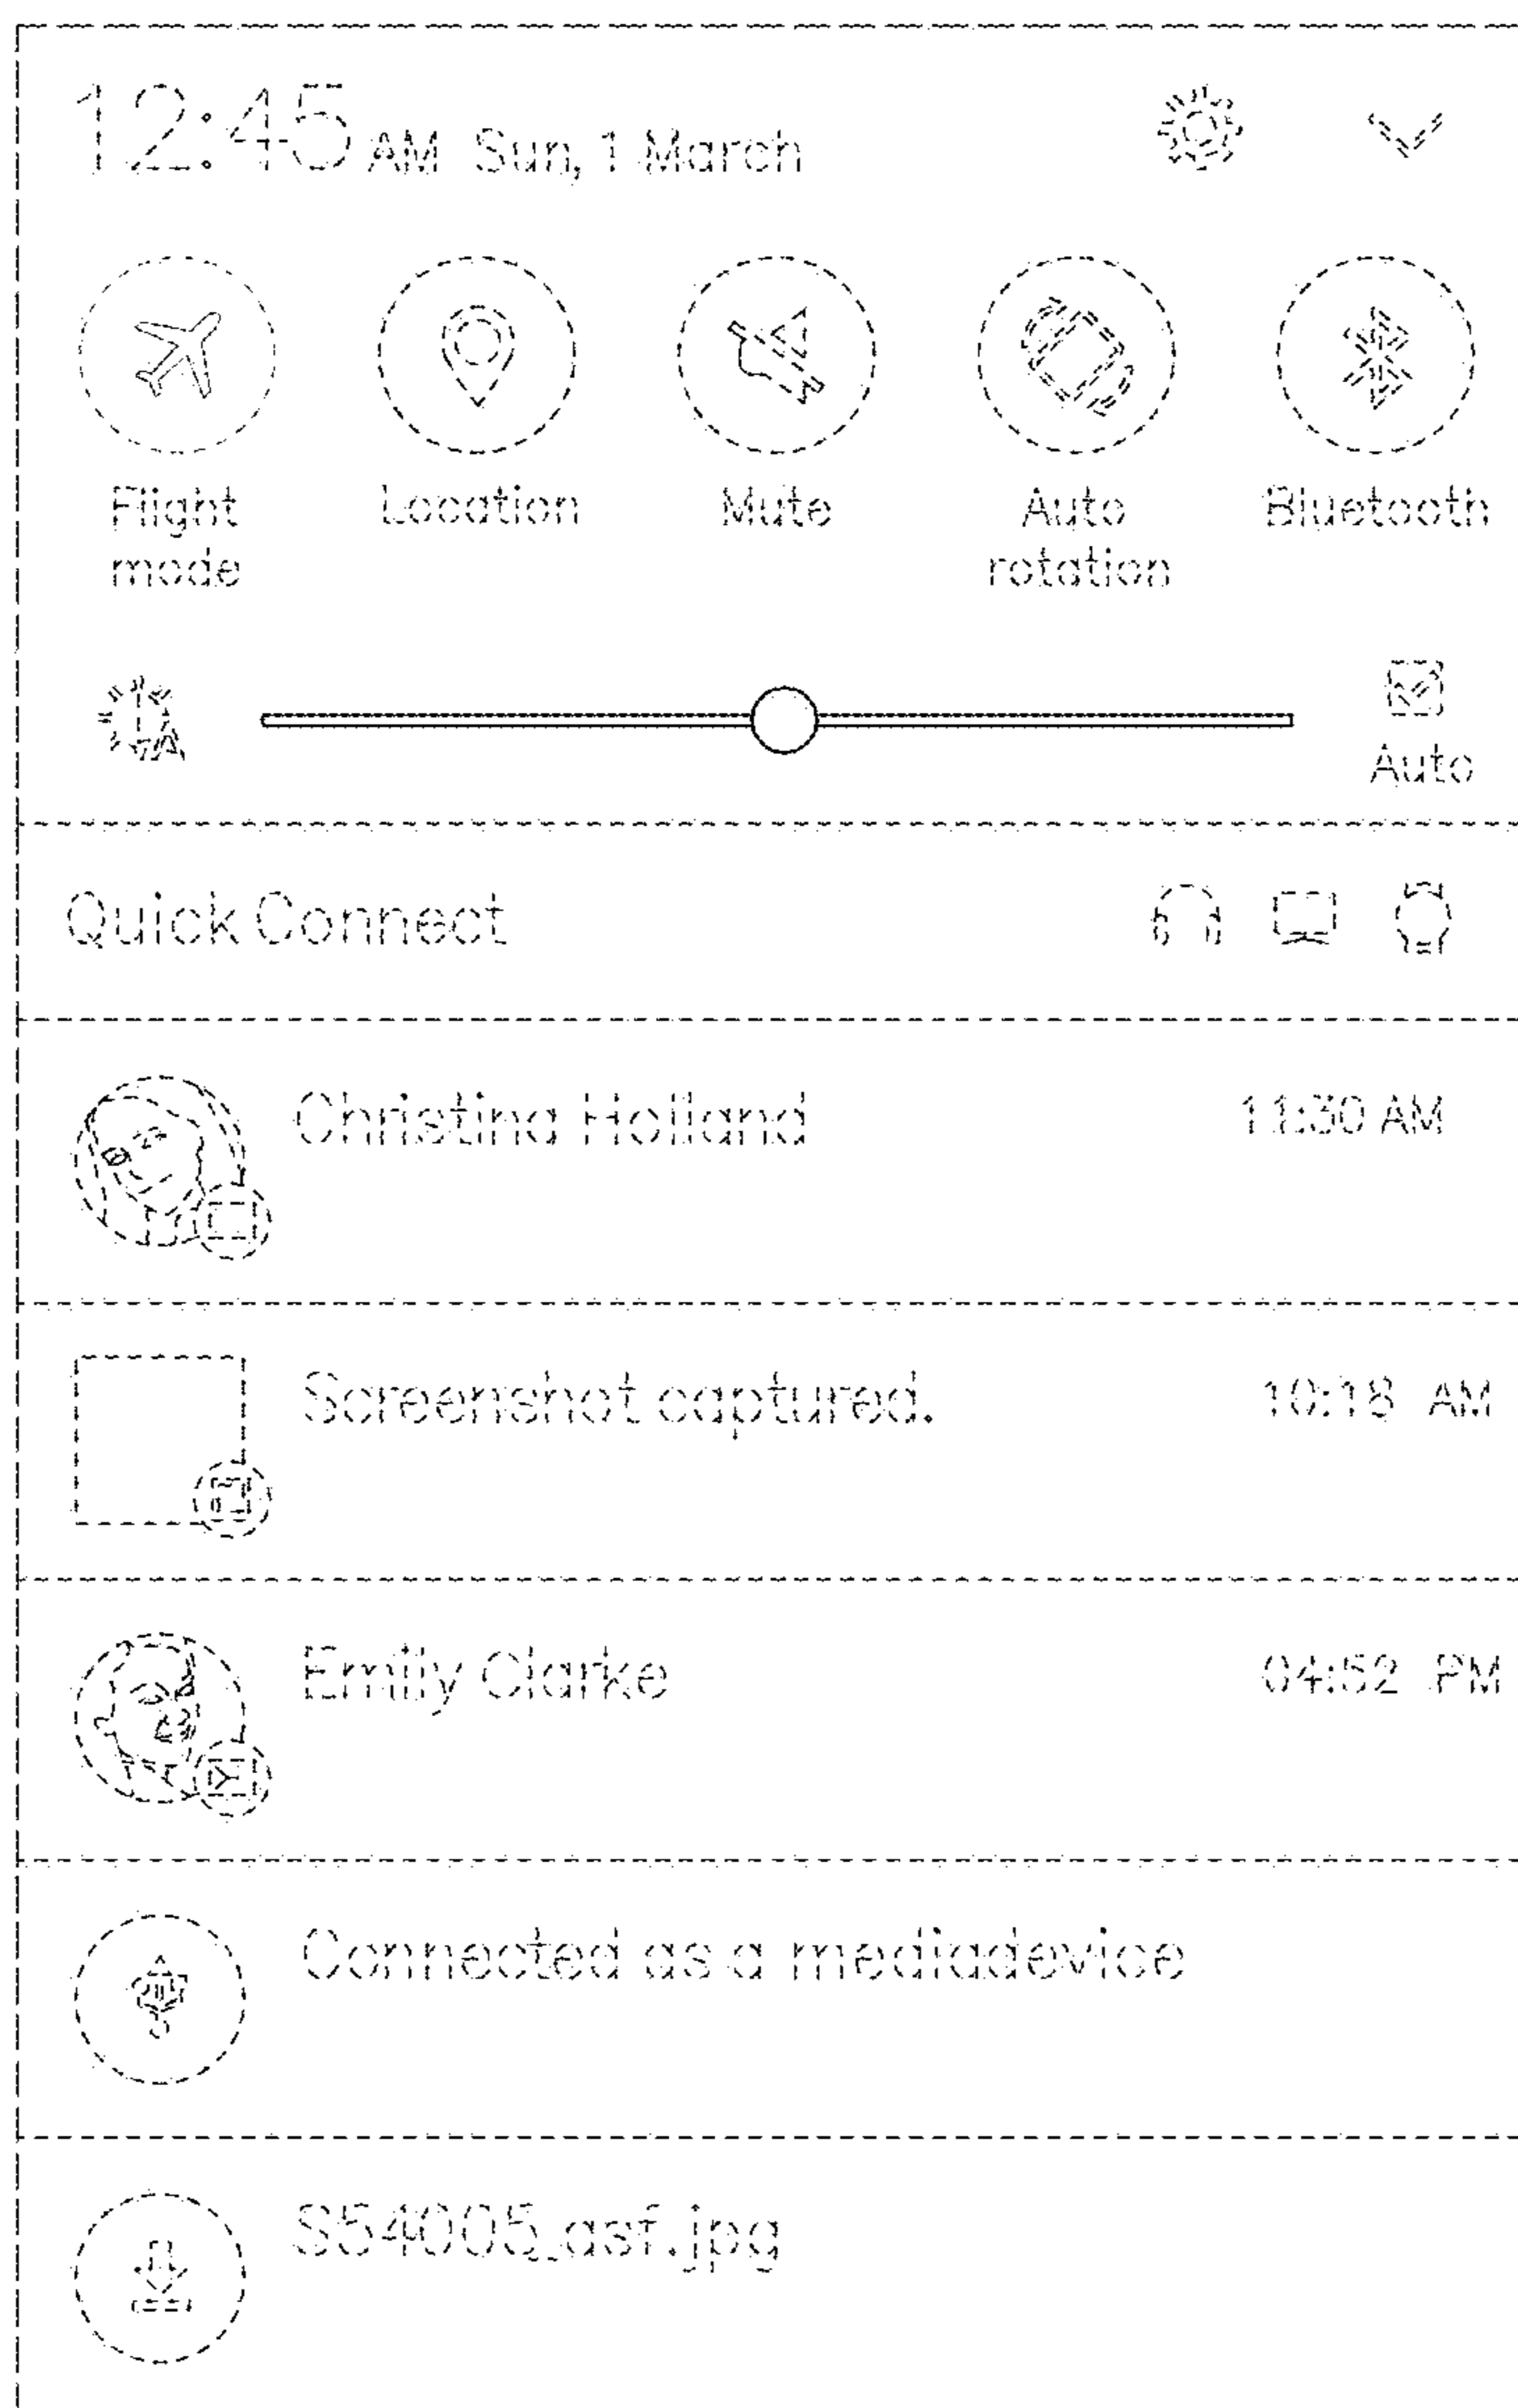 12:45 AM Sun, 1 March
Flight mode
Location
Mute
Auto rotation
Bluetooth
A
Auto
Quick Connect
Christina Holland 11:30 AM
Screenshot captured. 10:18 AM
Emily Clarke 04:52 PM
Connected as a mediadevice
S54005_asf.jpg